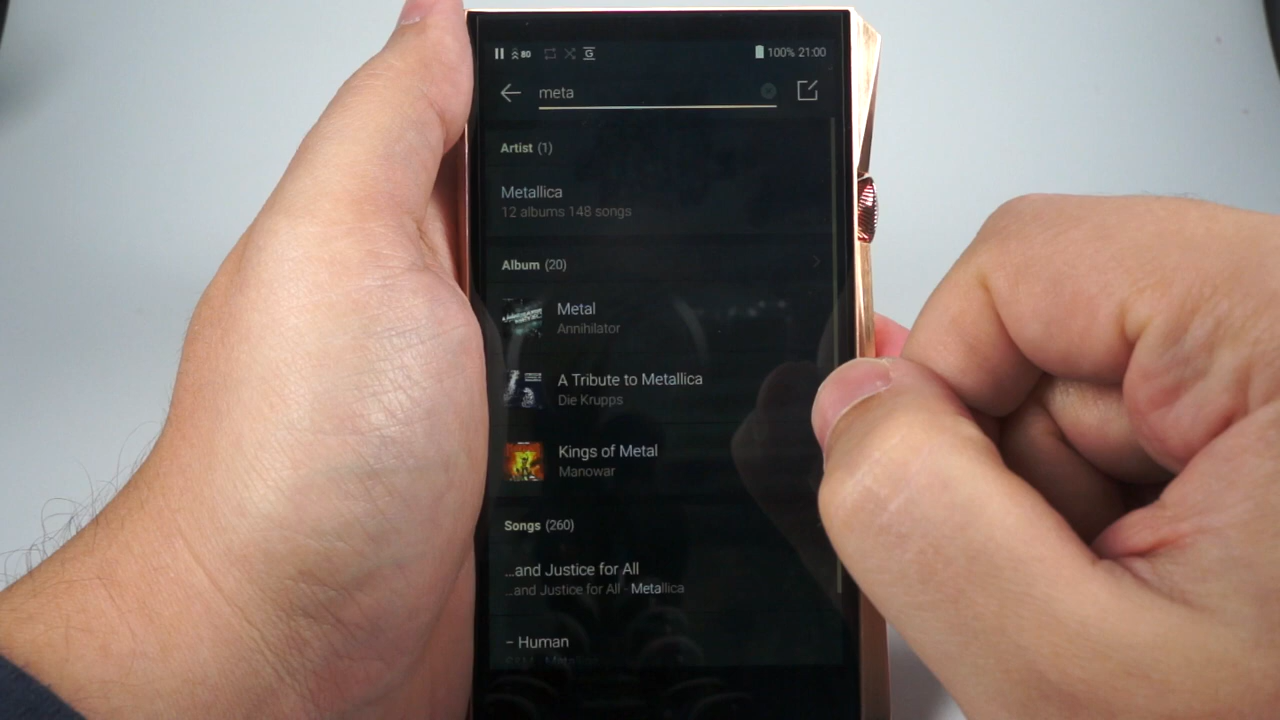 80 G 100% 21:00
meta
Artist (1)
Metallica
12 albums 148 songs
Album (20)
Metal
Annihilator
A Tribute to Metallica
Die Krupps
Kings of Metal
Manowar
Songs (260)
...and Justice for All
...and Justice for All - Metallica
- Human
S&M - Metallica